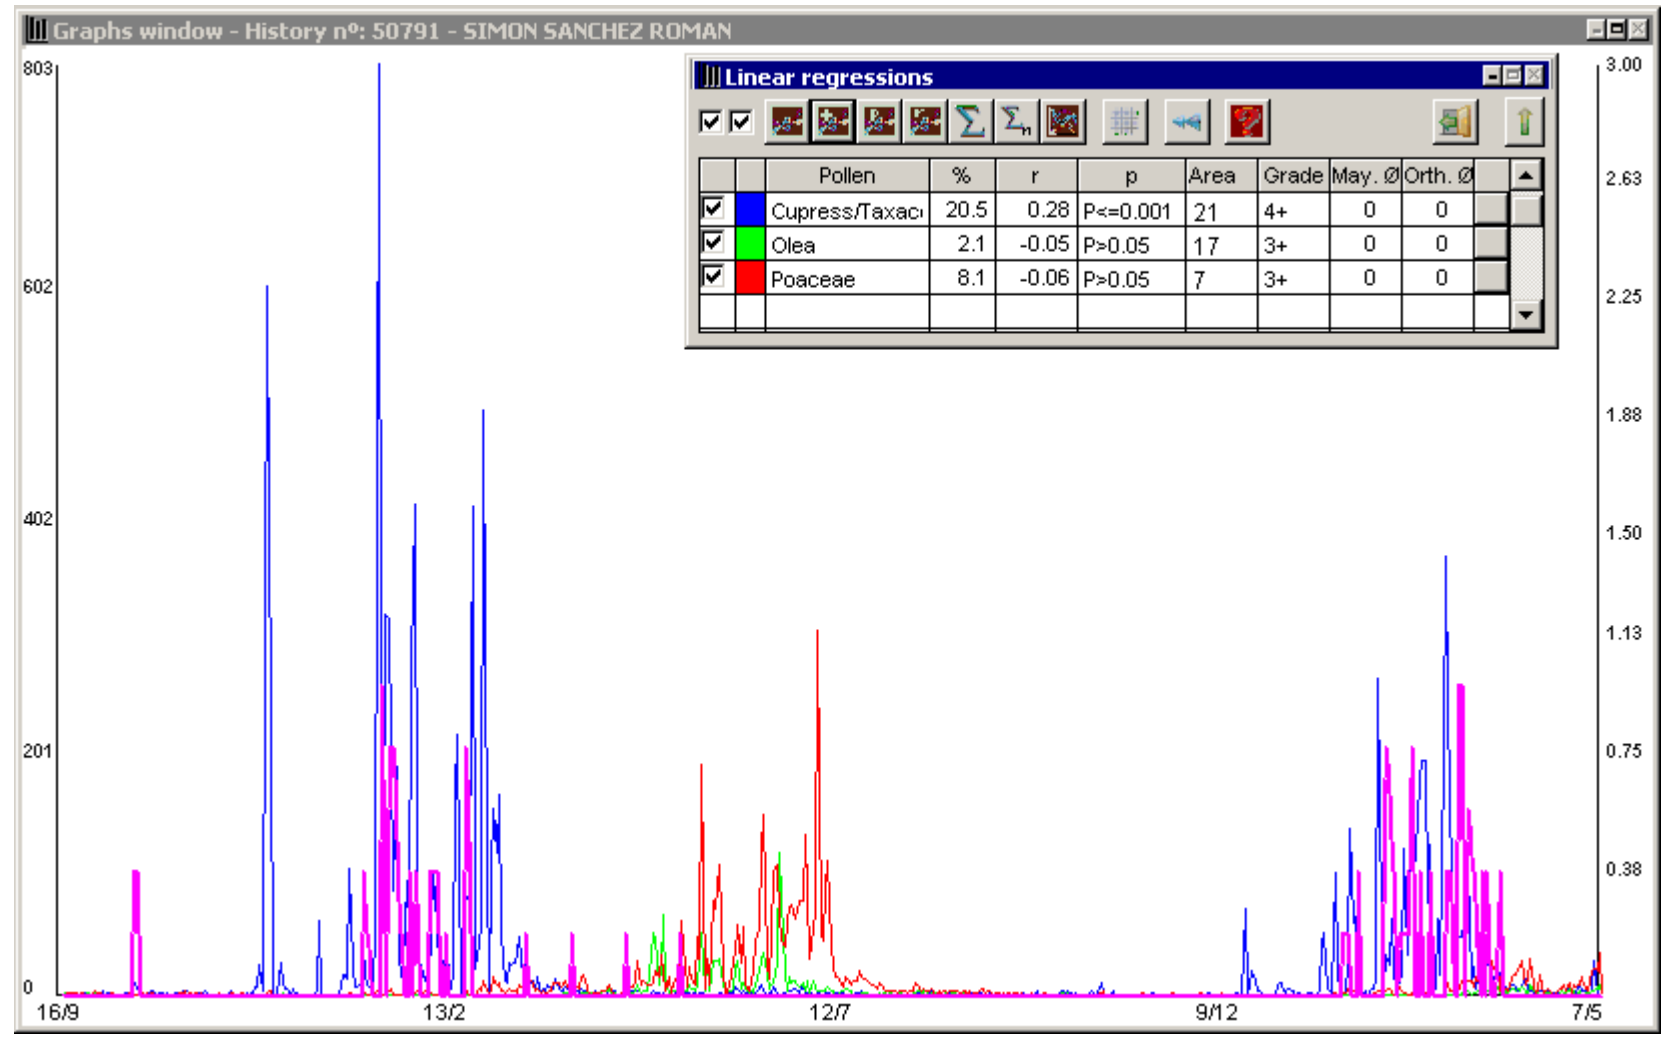 Graphs window - History nº: 50791 - SIMON SANCHEZ ROMAN
803
602
402
201
0
16/9
13/2
12/7
9/12
7/5
3.00
2.63
2.25
1.88
1.50
1.13
0.75
0.38
Linear regressions
Σ Σn ?
Pollen % r p Area Grade May. Ø Orth. Ø
Cupress/Taxac 20.5 0.28 P<=0.001 21 4+ 0 0
Olea 2.1 -0.05 P>0.05 17 3+ 0 0
Poaceae 8.1 -0.06 P>0.05 7 3+ 0 0